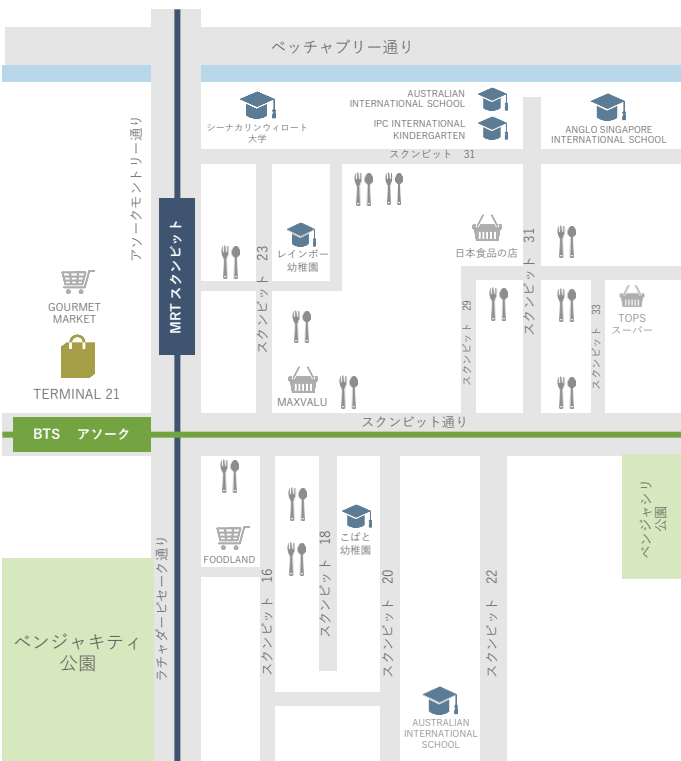 ペッチャブリー通り
アソークモントリー通り
シーナカリンウィロート
大学
AUSTRALIAN
INTERNATIONAL SCHOOL
IPC INTERNATIONAL
KINDERGARTEN
ANGLO SINGAPORE
INTERNATIONAL SCHOOL
スクンビット 31
MRT スクンビット
スクンビット 23
レインボー
幼稚園
日本食品の店
スクンビット 31
GOURMET
MARKET
スクンビット 29
スクンビット 33
TOPS
スーパー
TERMINAL 21
MAXVALU
スクンビット通り
BTS アソーク
FOODLAND
こばと
幼稚園
ベンジャシリ
公園
ラチャダーピセーク通り
スクンビット 16
スクンビット 18
スクンビット 20
スクンビット 22
ベンジャキティ
公園
AUSTRALIAN
INTERNATIONAL
SCHOOL